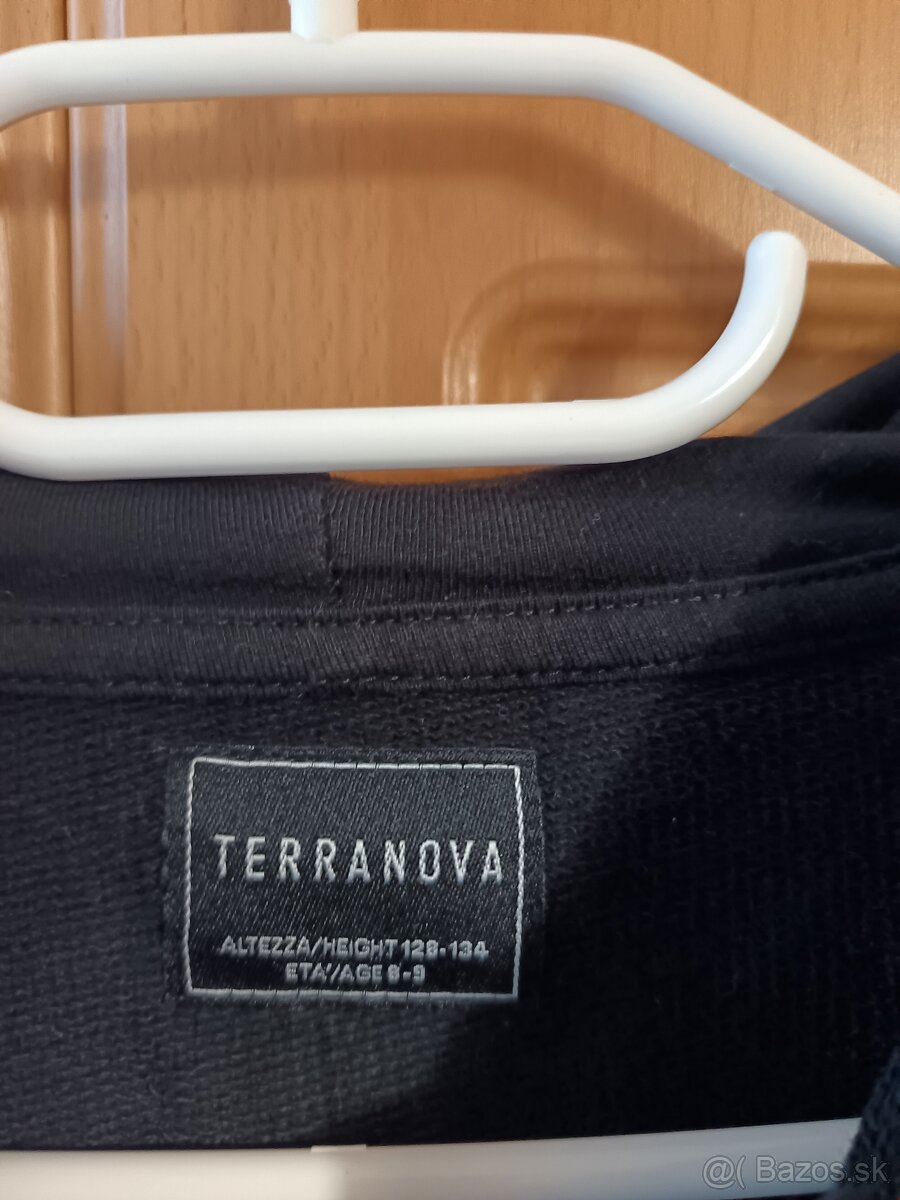 TERRANOVA
ALTEZZA/HEIGHT 128-134
ETA'/AGE 8-9
@( Bazos.sk